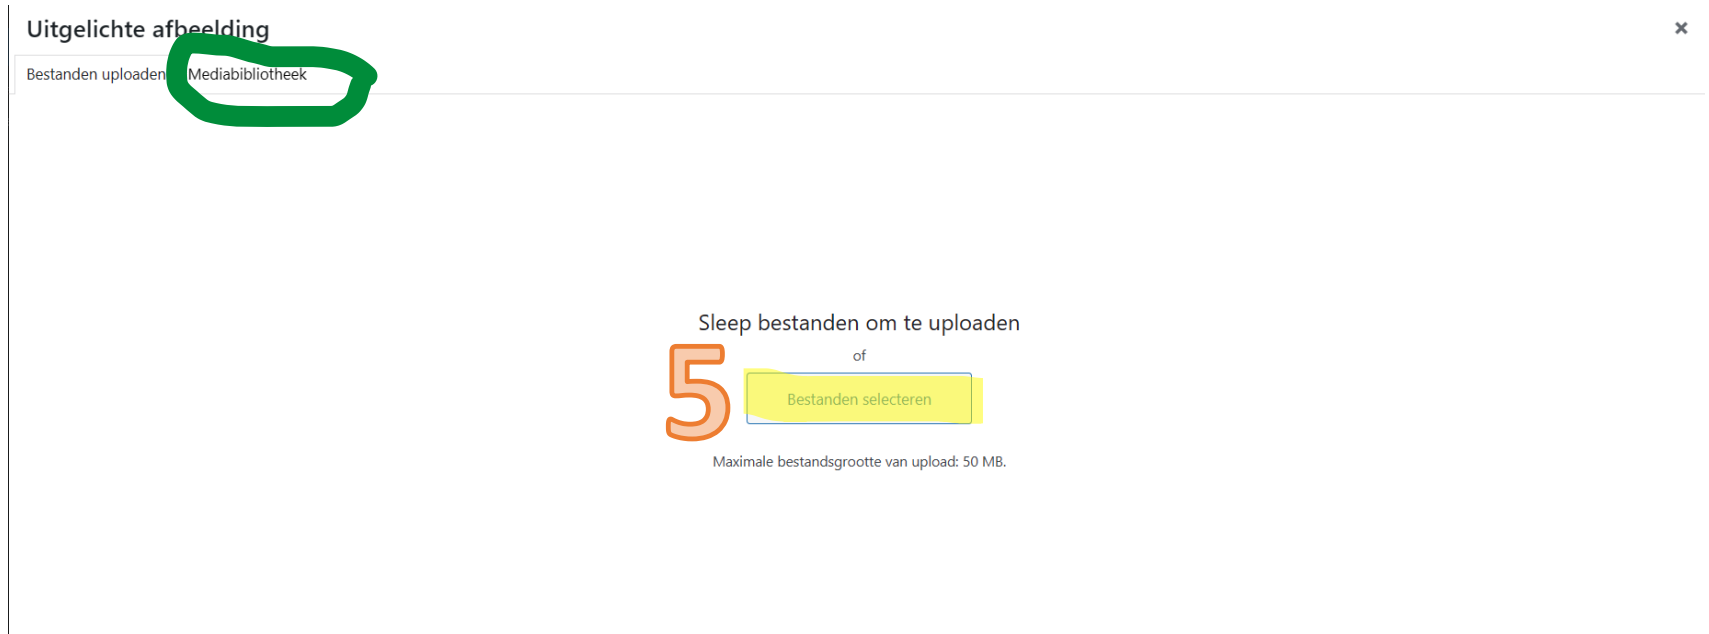 Uitgelichte afbeelding
Bestanden uploaden Mediabibliotheek
Sleep bestanden om te uploaden
of
5
Bestanden selecteren
Maximale bestandsgrootte van upload: 50 MB.